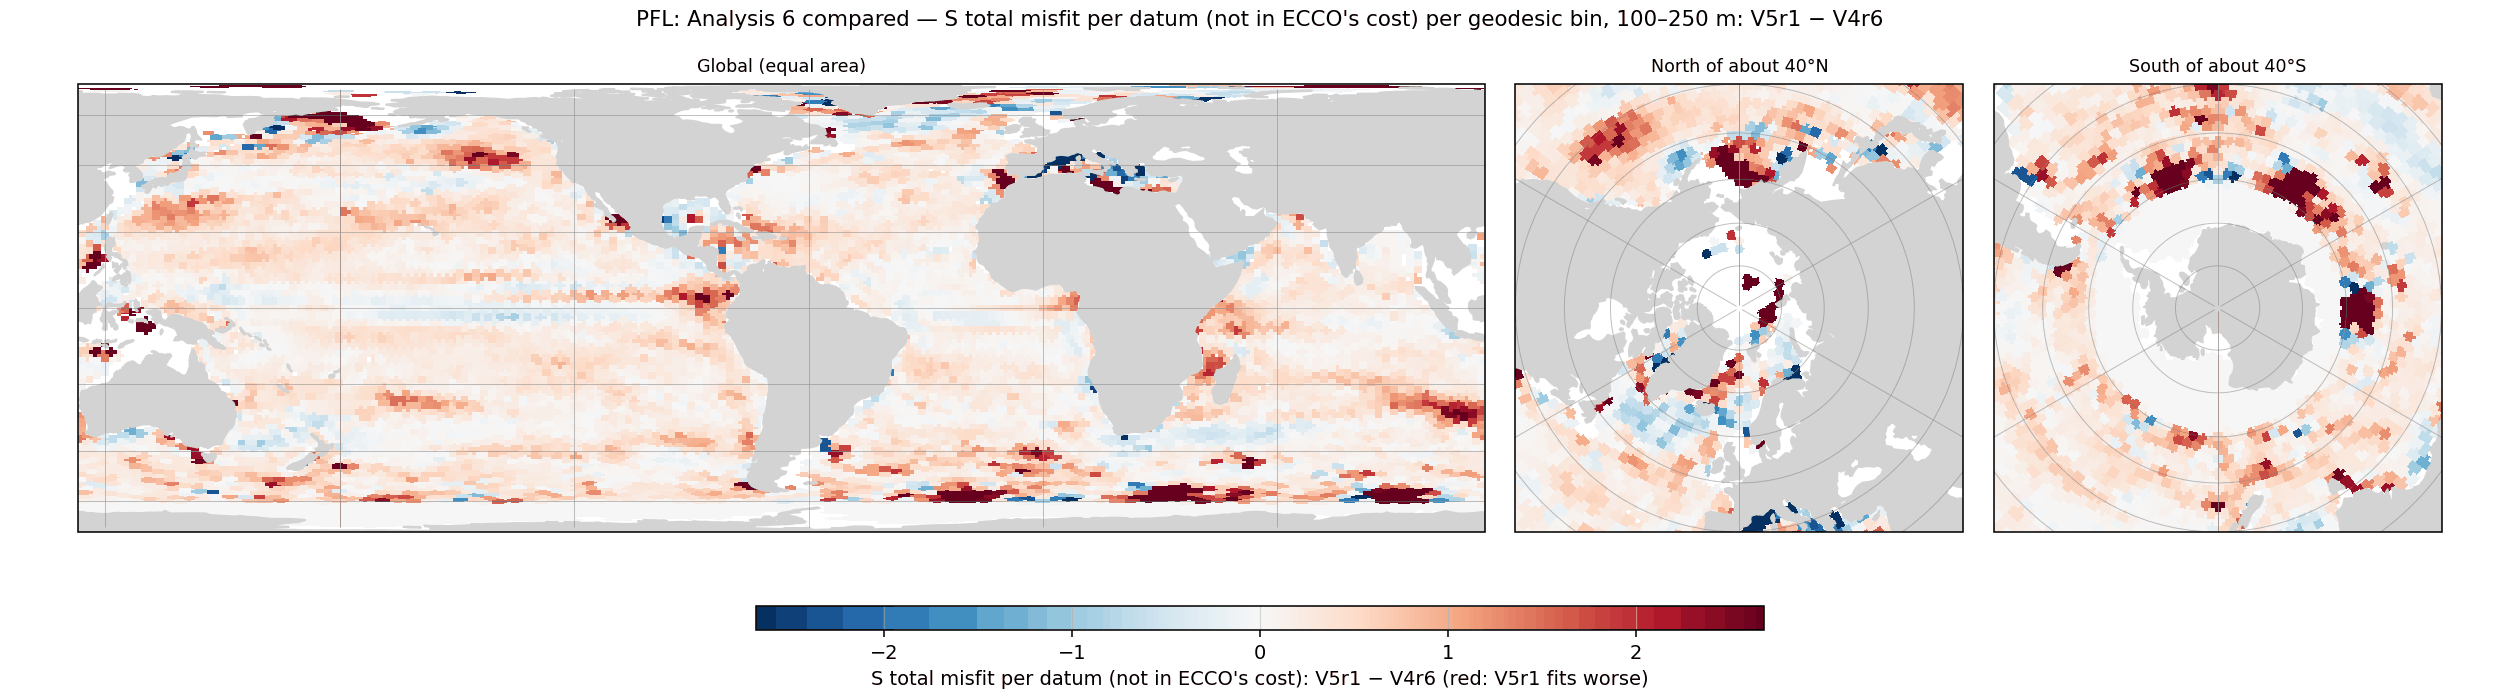 PFL: Analysis 6 compared — S total misfit per datum (not in ECCO's cost) per geodesic bin, 100–250 m: V5r1 − V4r6
Global (equal area)
North of about 40°N
South of about 40°S
−2
−1
0
1
2
S total misfit per datum (not in ECCO's cost): V5r1 − V4r6 (red: V5r1 fits worse)